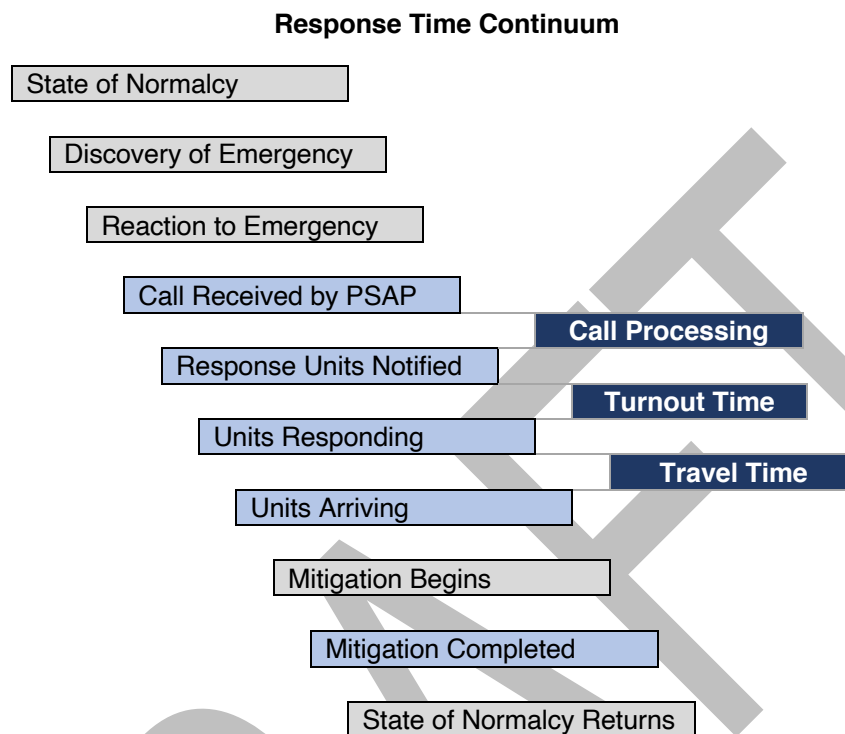 Response Time Continuum
State of Normalcy
Discovery of Emergency
Reaction to Emergency
Call Received by PSAP
Call Processing
Response Units Notified
Turnout Time
Units Responding
Travel Time
Units Arriving
Mitigation Begins
Mitigation Completed
State of Normalcy Returns